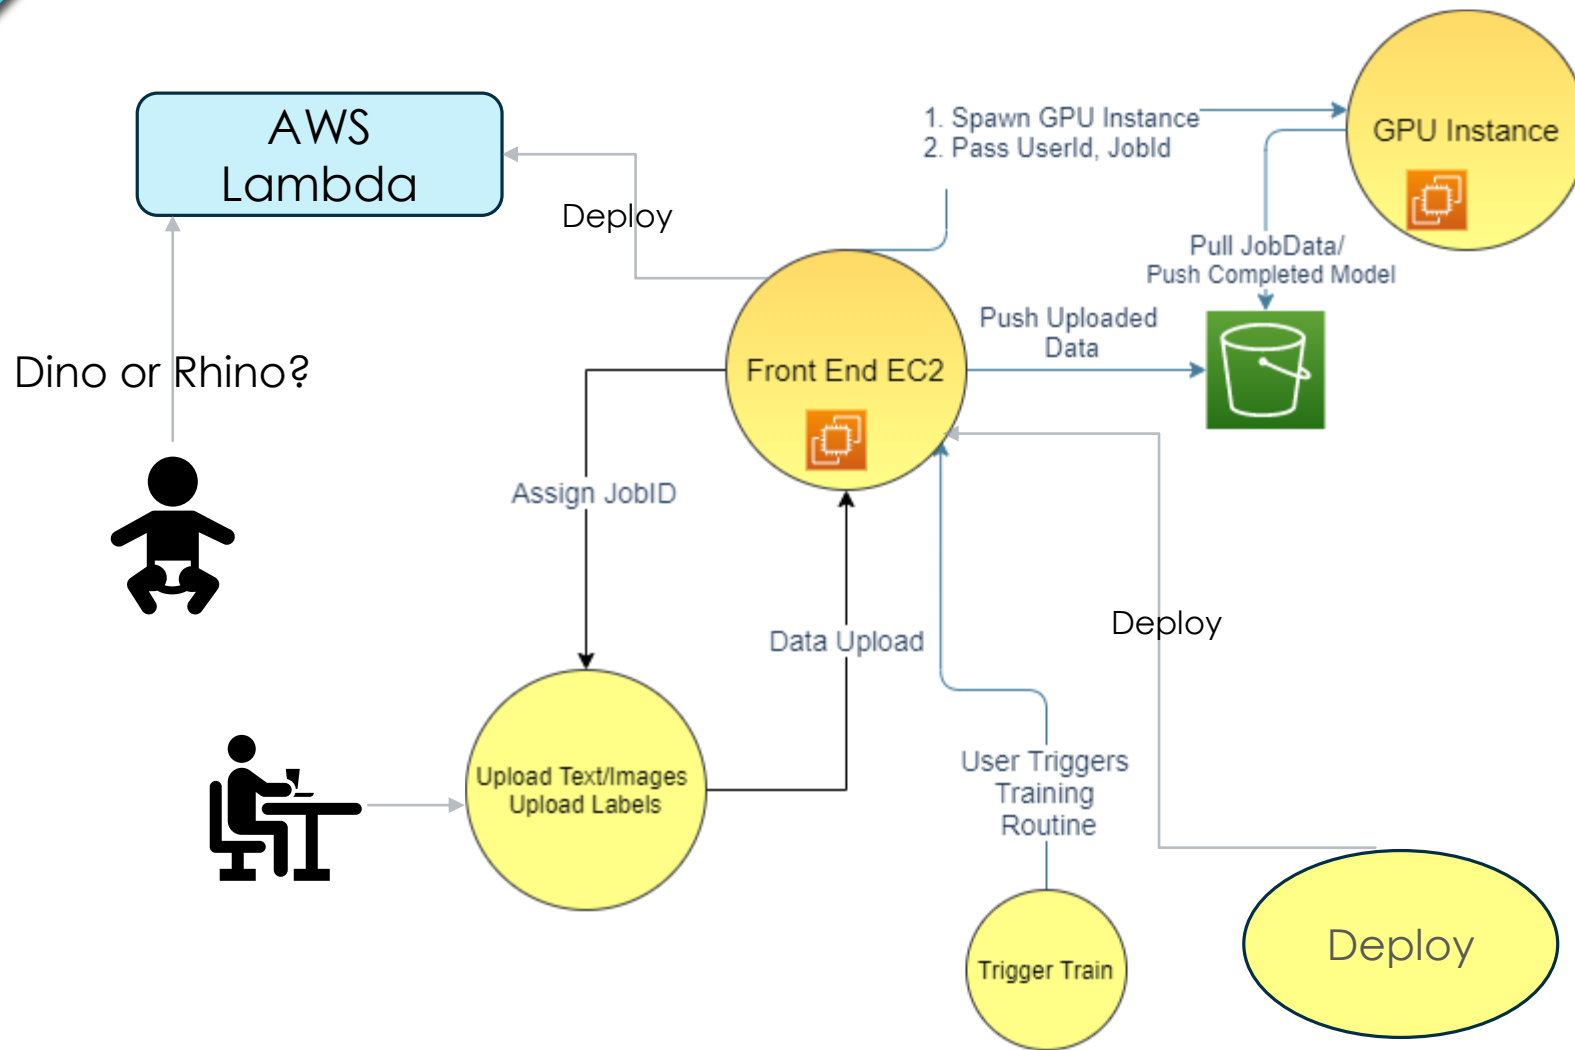 AWS
Lambda
1. Spawn GPU Instance
2. Pass UserId, JobId
GPU Instance
Deploy
Pull JobData/
Push Completed Model
Push Uploaded
Data
Dino or Rhino?
Front End EC2
Assign JobID
Data Upload
Deploy
Upload Text/Images
Upload Labels
User Triggers
Training
Routine
Trigger Train
Deploy